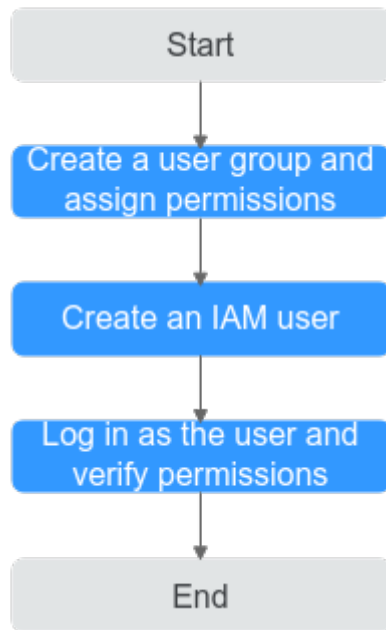 Start
Create a user group and
assign permissions
Create an IAM user
Log in as the user and
verify permissions
End